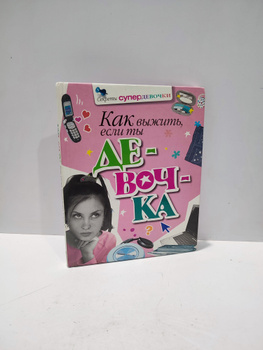 Секреты суперДЕВОЧКИ
Как выжить,
если ты
ДЕ-
ВОЧ-
КА
?